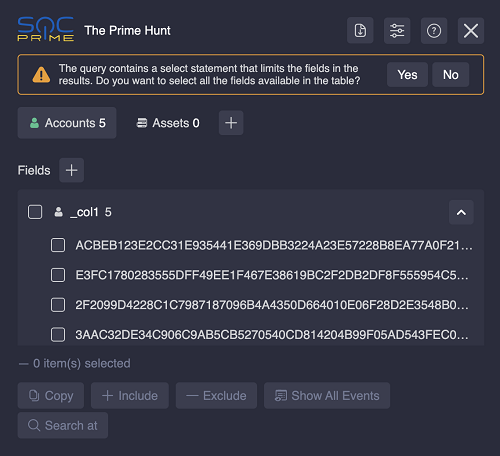 SOC
PRIME
The Prime Hunt
The query contains a select statement that limits the fields in the
results. Do you want to select all the fields available in the table?
Yes
No
Accounts 5
Assets 0
Fields
_col1 5
ACBEB123E2CC31E935441E369DBB3224A23E57228B8EA77A0F21...
E3FC1780283555DFF49EE1F467E38619BC2F2DB2DF8F555954C5...
2F2099D4228C1C7987187096B4A4350D664010E06F28D2E3548B0...
3AAC32DE34C906C9AB5CB5270540CD814204B99F05AD543FEC0...
— 0 item(s) selected
Copy
Include
Exclude
Show All Events
Search at